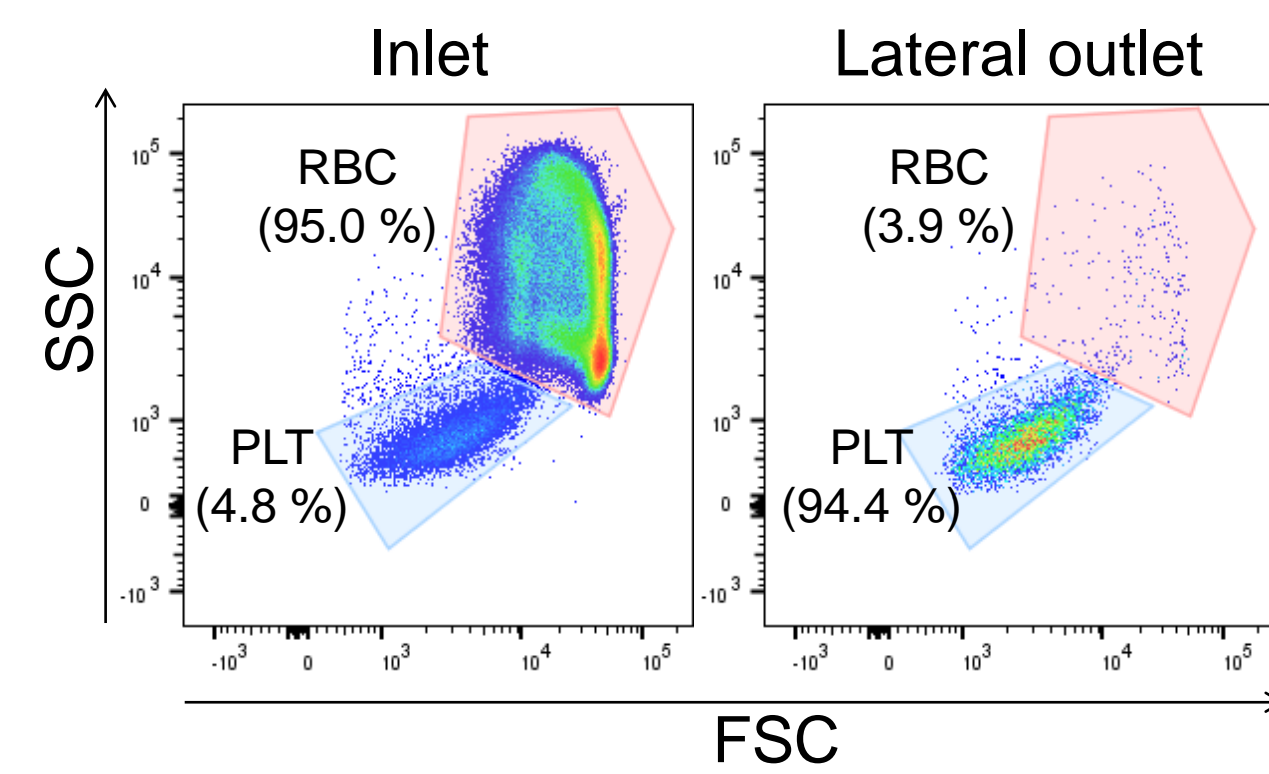 Inlet
Lateral outlet
SSC
10^5
10^4
10^3
0
-10^3
RBC
(95.0 %)
PLT
(4.8 %)
-10^3 0 10^3 10^4 10^5
10^5
10^4
10^3
0
-10^3
RBC
(3.9 %)
PLT
(94.4 %)
-10^3 0 10^3 10^4 10^5
FSC